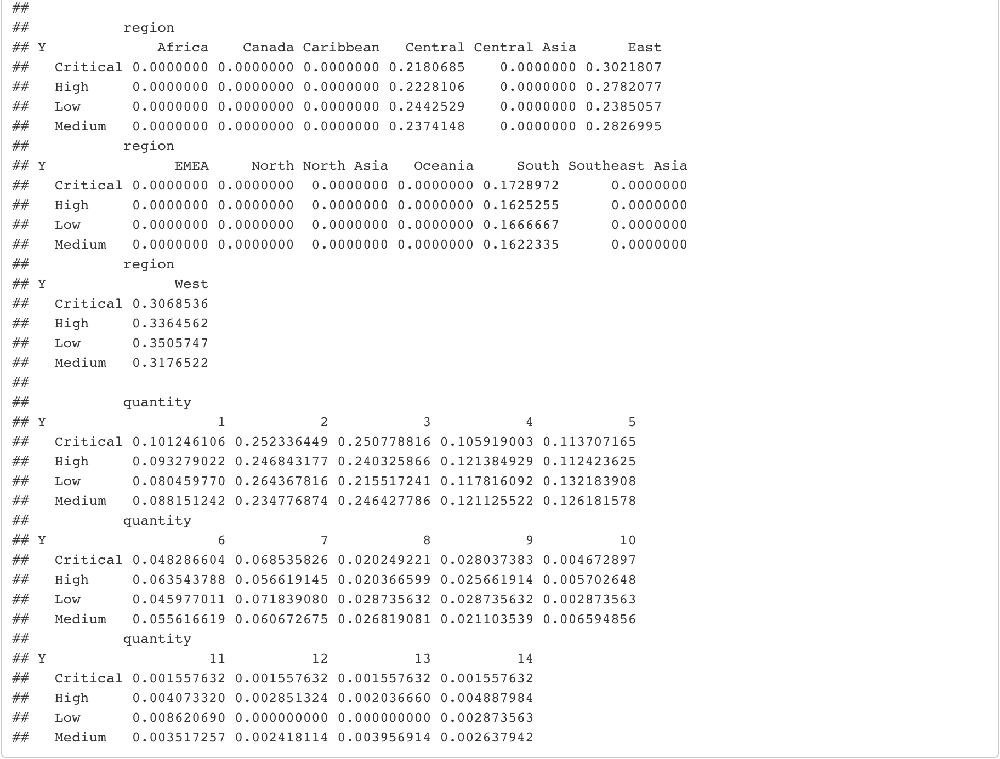 ##
##           region
## Y             Africa    Canada Caribbean   Central Central Asia      East
##   Critical 0.0000000 0.0000000 0.0000000 0.2180685    0.0000000 0.3021807
##   High     0.0000000 0.0000000 0.0000000 0.2228106    0.0000000 0.2782077
##   Low      0.0000000 0.0000000 0.0000000 0.2442529    0.0000000 0.2385057
##   Medium   0.0000000 0.0000000 0.0000000 0.2374148    0.0000000 0.2826995
##           region
## Y               EMEA     North North Asia   Oceania     South Southeast Asia
##   Critical 0.0000000 0.0000000  0.0000000 0.0000000 0.1728972      0.0000000
##   High     0.0000000 0.0000000  0.0000000 0.0000000 0.1625255      0.0000000
##   Low      0.0000000 0.0000000  0.0000000 0.0000000 0.1666667      0.0000000
##   Medium   0.0000000 0.0000000  0.0000000 0.0000000 0.1622335      0.0000000
##           region
## Y               West
##   Critical 0.3068536
##   High     0.3364562
##   Low      0.3505747
##   Medium   0.3176522
##
##           quantity
## Y                    1           2           3           4           5
##   Critical 0.101246106 0.252336449 0.250778816 0.105919003 0.113707165
##   High     0.093279022 0.246843177 0.240325866 0.121384929 0.112423625
##   Low      0.080459770 0.264367816 0.215517241 0.117816092 0.132183908
##   Medium   0.088151242 0.234776874 0.246427786 0.121125522 0.126181578
##           quantity
## Y                    6           7           8           9          10
##   Critical 0.048286604 0.068535826 0.020249221 0.028037383 0.004672897
##   High     0.063543788 0.056619145 0.020366599 0.025661914 0.005702648
##   Low      0.045977011 0.071839080 0.028735632 0.028735632 0.002873563
##   Medium   0.055616619 0.060672675 0.026819081 0.021103539 0.006594856
##           quantity
## Y                   11          12          13          14
##   Critical 0.001557632 0.001557632 0.001557632 0.001557632
##   High     0.004073320 0.002851324 0.002036660 0.004887984
##   Low      0.008620690 0.000000000 0.000000000 0.002873563
##   Medium   0.003517257 0.002418114 0.003956914 0.002637942